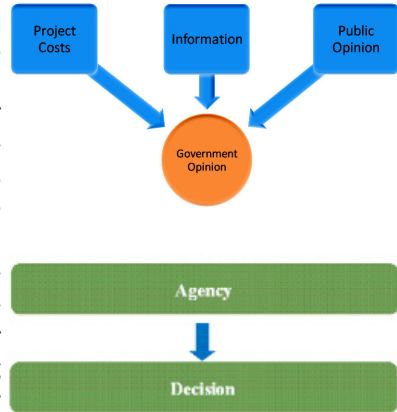 Project
Costs
Information
Public
Opinion
Government
Opinion
Agency
Decision